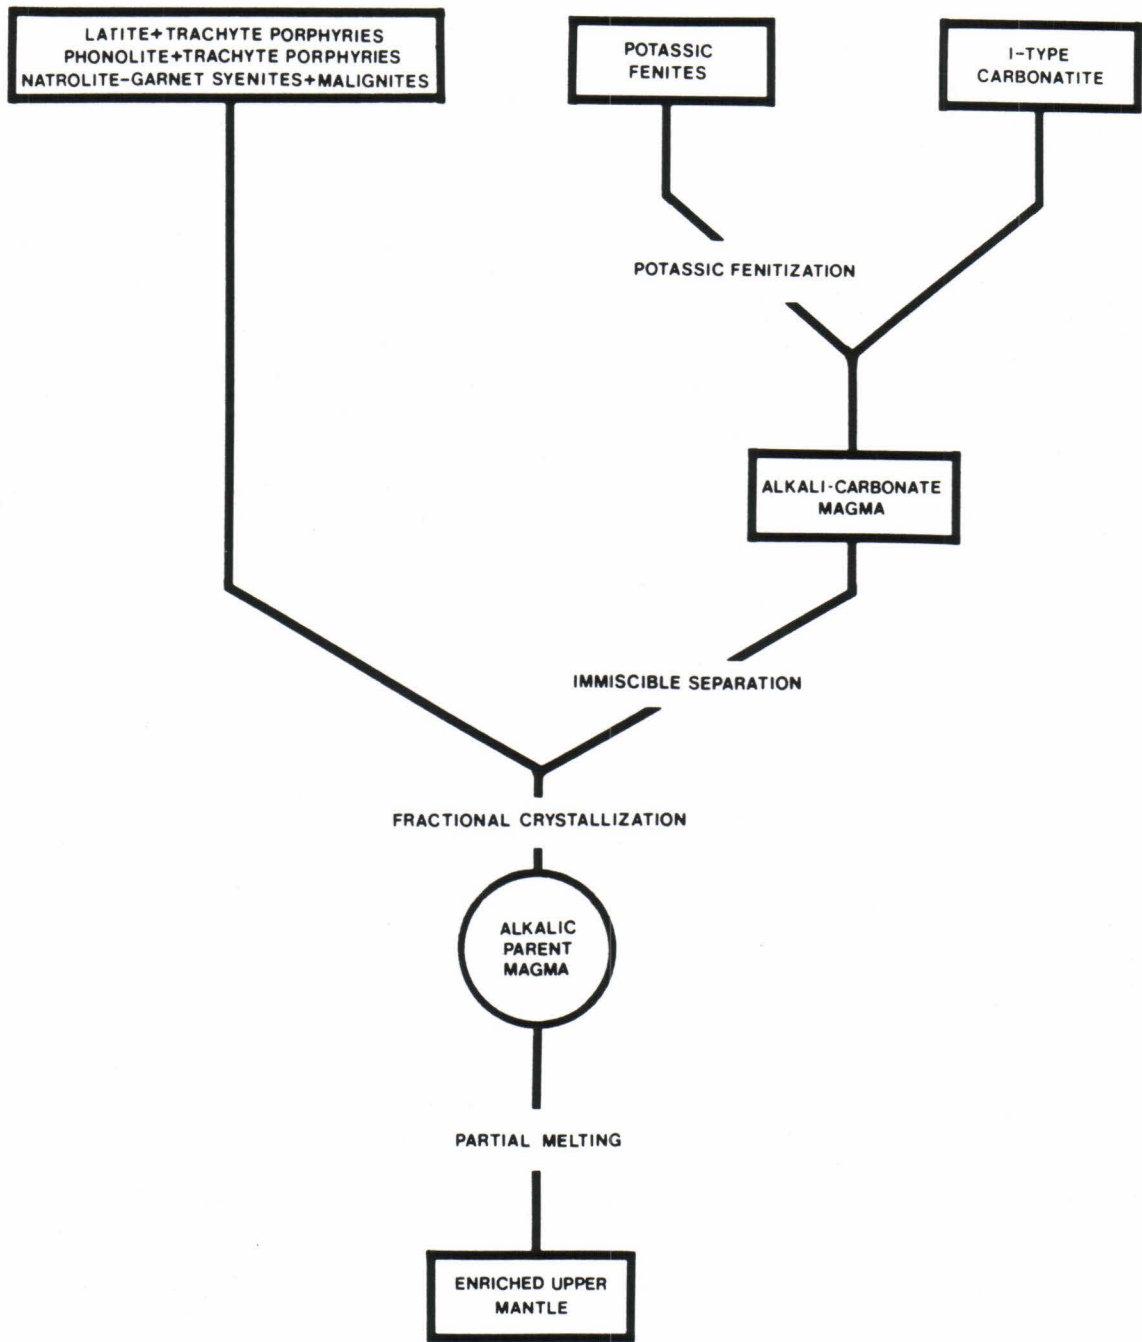 LATITE+TRACHYTE PORPHYRIES
PHONOLITE+TRACHYTE PORPHYRIES
NATROLITE-GARNET SYENITES+MALIGNITES
POTASSIC
FENITES
I-TYPE
CARBONATITE
POTASSIC FENITIZATION
ALKALI-CARBONATE
MAGMA
IMMISCIBLE SEPARATION
FRACTIONAL CRYSTALLIZATION
ALKALIC
PARENT
MAGMA
PARTIAL MELTING
ENRICHED UPPER
MANTLE